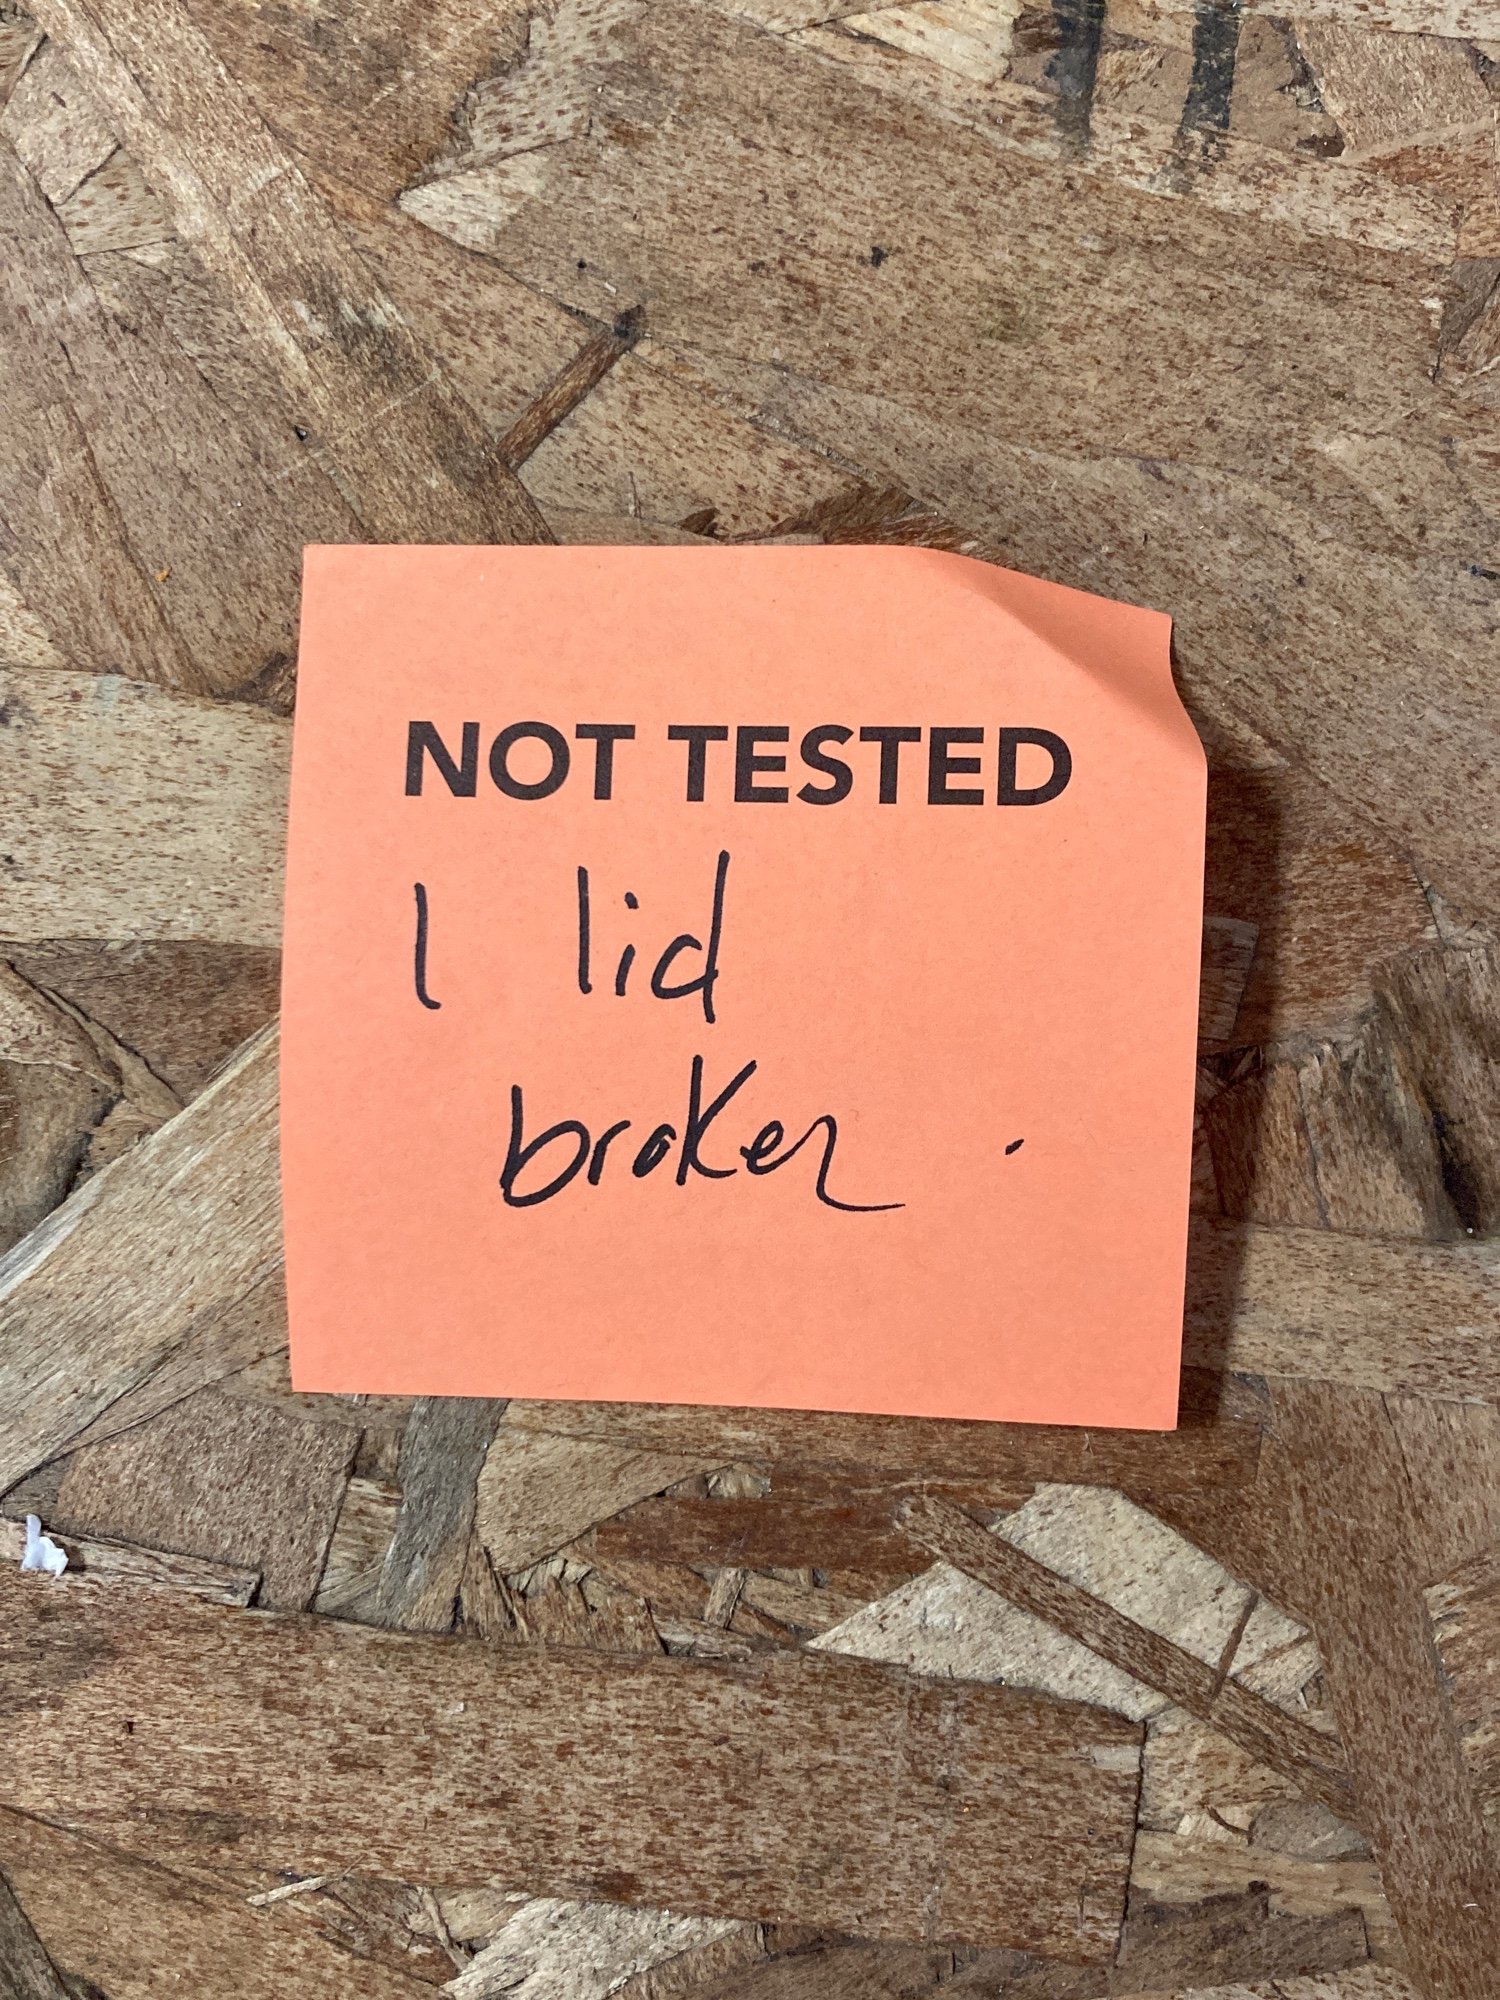 NOT TESTED
1 lid
broken